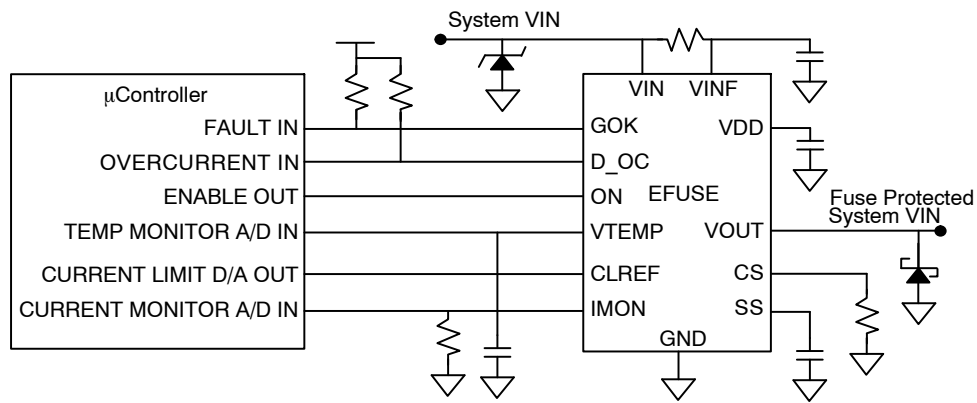 System VIN
μController
FAULT IN
OVERCURRENT IN
ENABLE OUT
TEMP MONITOR A/D IN
CURRENT LIMIT D/A OUT
CURRENT MONITOR A/D IN
VIN VINF
GOK
D_OC
ON
VTEMP
CLREF
IMON
EFUSE
VDD
VOUT
CS
SS
GND
Fuse Protected
System VIN